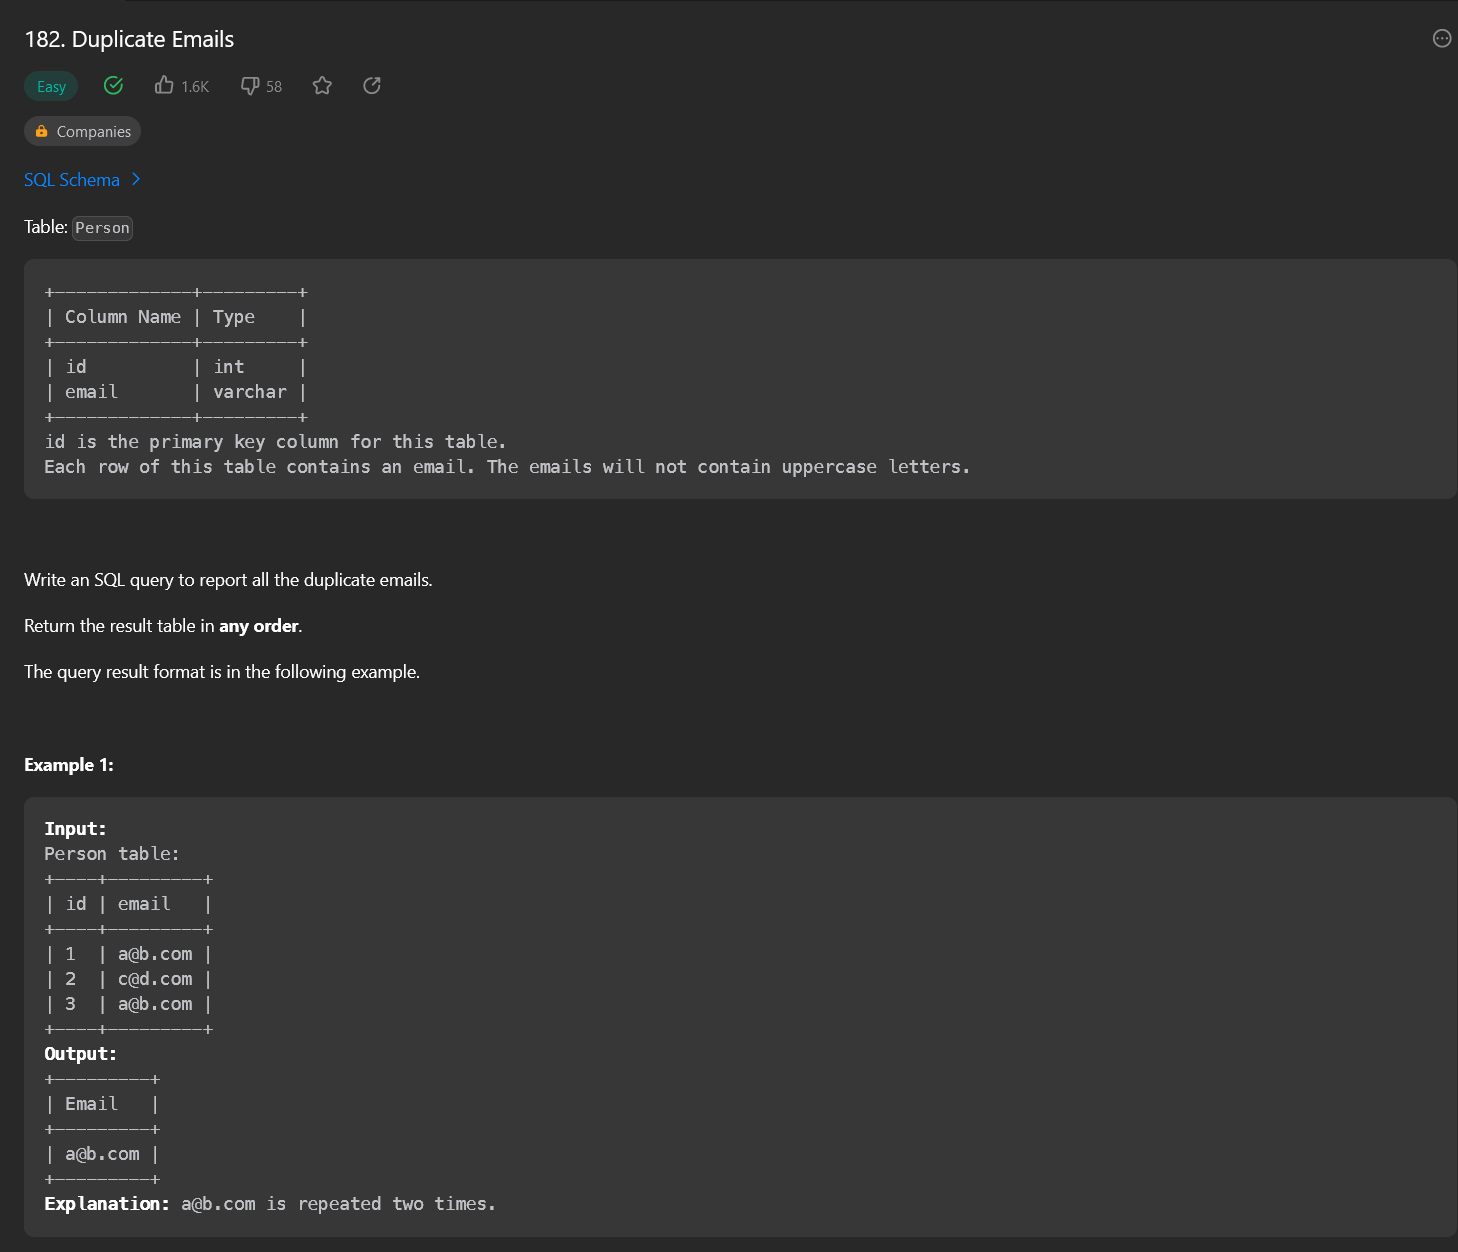 182. Duplicate Emails
Easy 1.6K 58
Companies
SQL Schema
Table: Person
+-------------+---------+
| Column Name | Type    |
+-------------+---------+
| id          | int     |
| email       | varchar |
+-------------+---------+
id is the primary key column for this table.
Each row of this table contains an email. The emails will not contain uppercase letters.
Write an SQL query to report all the duplicate emails.
Return the result table in any order.
The query result format is in the following example.
Example 1:
Input:
Person table:
+----+---------+
| id | email   |
+----+---------+
| 1  | a@b.com |
| 2  | c@d.com |
| 3  | a@b.com |
+----+---------+
Output:
+---------+
| Email   |
+---------+
| a@b.com |
+---------+
Explanation: a@b.com is repeated two times.